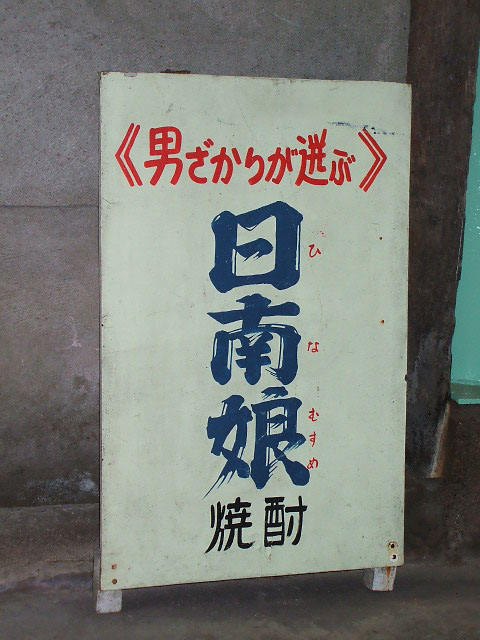 《男ざかりが選ぶ》
日南娘
ひなむすめ
焼酎